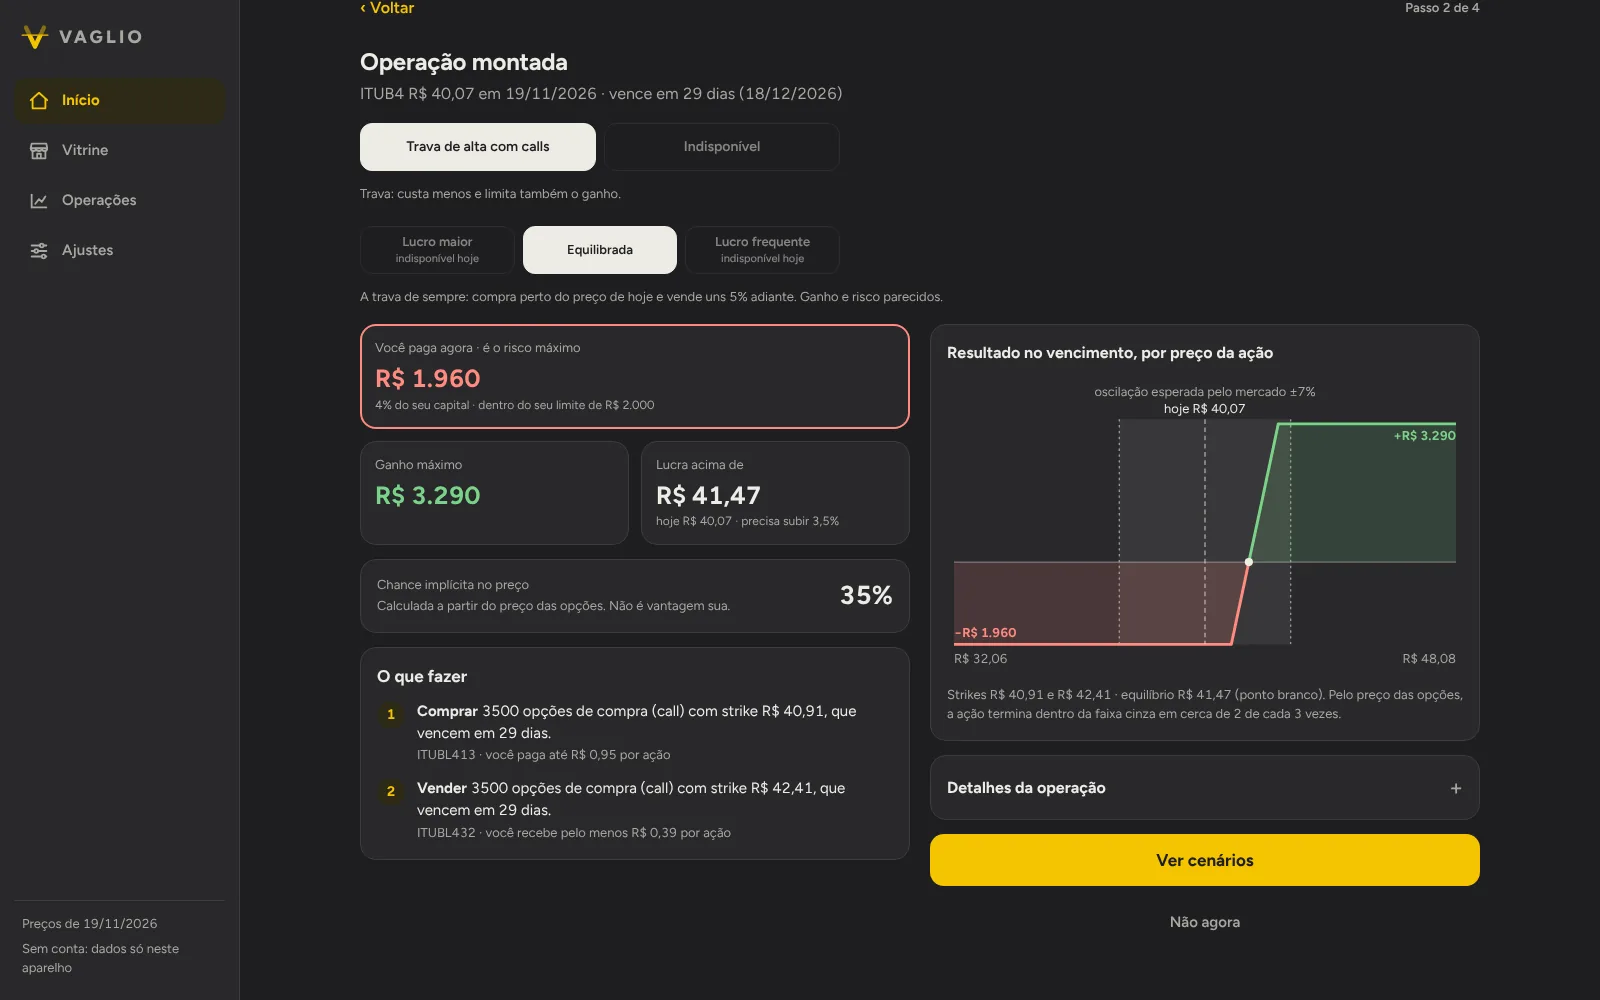 VAGLIO
Início
Vitrine
Operações
Ajustes
Preços de 19/11/2026
Sem conta: dados só neste
aparelho
‹ Voltar
Passo 2 de 4
Operação montada
ITUB4 R$ 40,07 em 19/11/2026 · vence em 29 dias (18/12/2026)
Trava de alta com calls
Indisponível
Trava: custa menos e limita também o ganho.
Lucro maior
indisponível hoje
Equilibrada
Lucro frequente
indisponível hoje
A trava de sempre: compra perto do preço de hoje e vende uns 5% adiante. Ganho e risco parecidos.
Você paga agora · é o risco máximo
R$ 1.960
4% do seu capital · dentro do seu limite de R$ 2.000
Ganho máximo
R$ 3.290
Lucra acima de
R$ 41,47
hoje R$ 40,07 · precisa subir 3,5%
Chance implícita no preço
Calculada a partir do preço das opções. Não é vantagem sua.
35%
O que fazer
1
Comprar 3500 opções de compra (call) com strike R$ 40,91, que
vencem em 29 dias.
ITUBL413 · você paga até R$ 0,95 por ação
2
Vender 3500 opções de compra (call) com strike R$ 42,41, que
vencem em 29 dias.
ITUBL432 · você recebe pelo menos R$ 0,39 por ação
Resultado no vencimento, por preço da ação
oscilação esperada pelo mercado ±7%
hoje R$ 40,07
+R$ 3.290
−R$ 1.960
R$ 32,06
R$ 48,08
Strikes R$ 40,91 e R$ 42,41 · equilíbrio R$ 41,47 (ponto branco). Pelo preço das opções,
a ação termina dentro da faixa cinza em cerca de 2 de cada 3 vezes.
Detalhes da operação
+
Ver cenários
Não agora